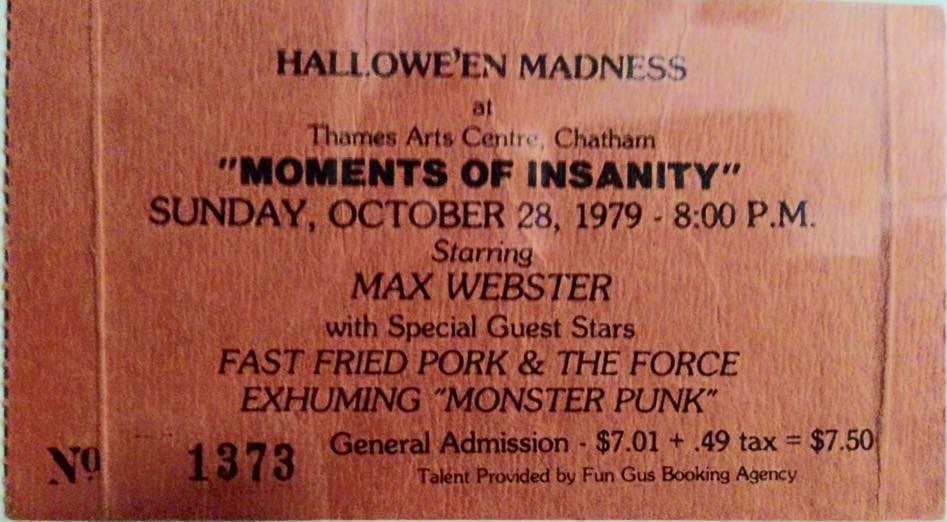 HALLOWE'EN MADNESS
at
Thames Arts Centre, Chatham
"MOMENTS OF INSANITY"
SUNDAY, OCTOBER 28, 1979 - 8:00 P.M.
Starring
MAX WEBSTER
with Special Guest Stars
FAST FRIED PORK & THE FORCE
EXHUMING "MONSTER PUNK"
General Admission - $7.01 + .49 tax = $7.50
No 1373
Talent Provided by Fun Gus Booking Agency